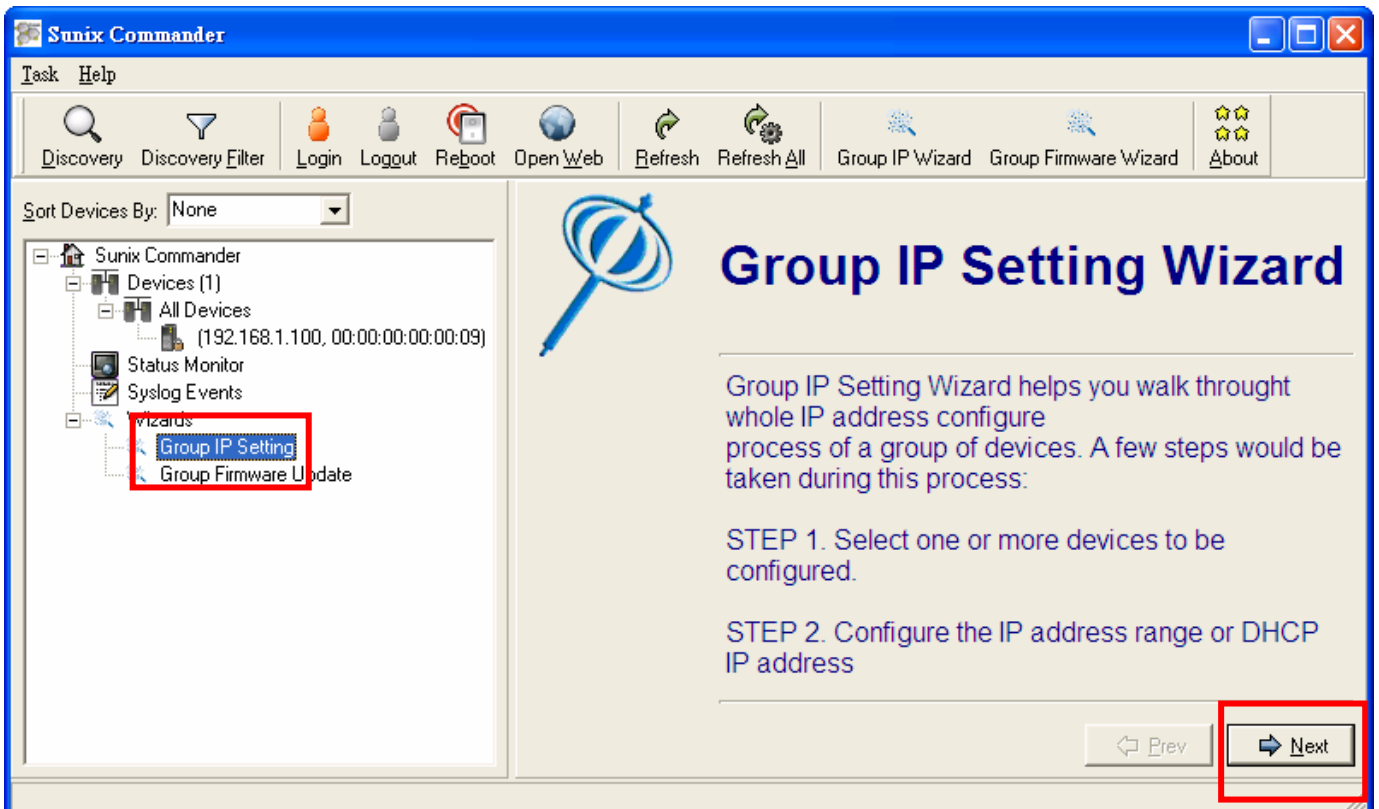 Sunix Commander
Task Help
Discovery Discovery Filter Login Logout Reboot Open Web Refresh Refresh All Group IP Wizard Group Firmware Wizard About
Sort Devices By: None
Sunix Commander
Devices (1)
All Devices
(192.168.1.100, 00:00:00:00:00:09)
Status Monitor
Syslog Events
Wizards
Group IP Setting
Group Firmware Update
Group IP Setting Wizard
Group IP Setting Wizard helps you walk throught
whole IP address configure
process of a group of devices. A few steps would be
taken during this process:
STEP 1. Select one or more devices to be
configured.
STEP 2. Configure the IP address range or DHCP
IP address
Prev Next